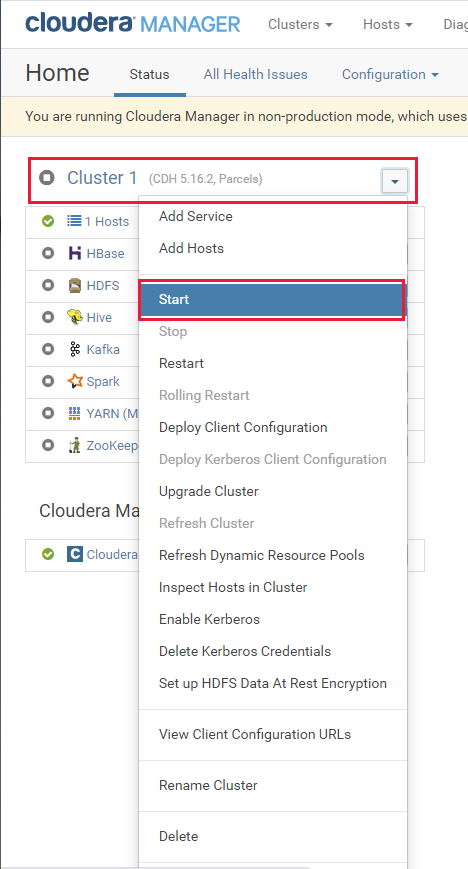 cloudera MANAGER Clusters Hosts
Home Status All Health Issues Configuration
You are running Cloudera Manager in non-production mode, which uses
Cluster 1 (CDH 5.16.2, Parcels)
Add Service
1 Hosts
Add Hosts
HBase
HDFS
Start
Hive
Stop
Kafka
Restart
Spark
Rolling Restart
YARN
Deploy Client Configuration
Deploy Kerberos Client Configuration
Upgrade Cluster
Cloudera
Refresh Cluster
Cloudera
Refresh Dynamic Resource Pools
Inspect Hosts in Cluster
Enable Kerberos
Delete Kerberos Credentials
Set up HDFS Data At Rest Encryption
View Client Configuration URLs
Rename Cluster
Delete